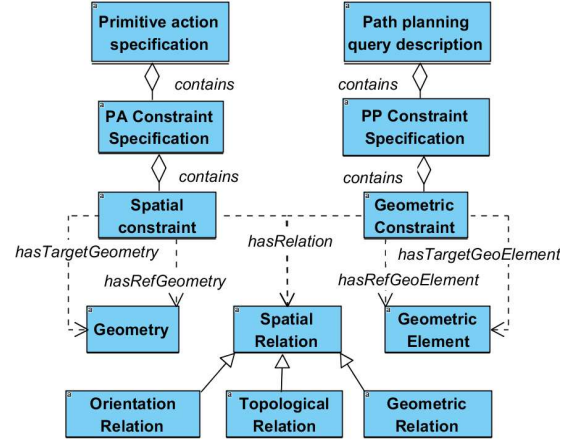 a
Primitive action
specification
a
Path planning
query description
contains
contains
a
PA Constraint
Specification
a
PP Constraint
Specification
contains
contains
a
Spatial
constraint
a
Geometric
Constraint
hasTargetGeometry
hasRelation
hasTargetGeoElement
hasRefGeometry
hasRefGeoElement
a
Geometry
a
Spatial
Relation
a
Geometric
Element
a
Orientation
Relation
a
Topological
Relation
a
Geometric
Relation